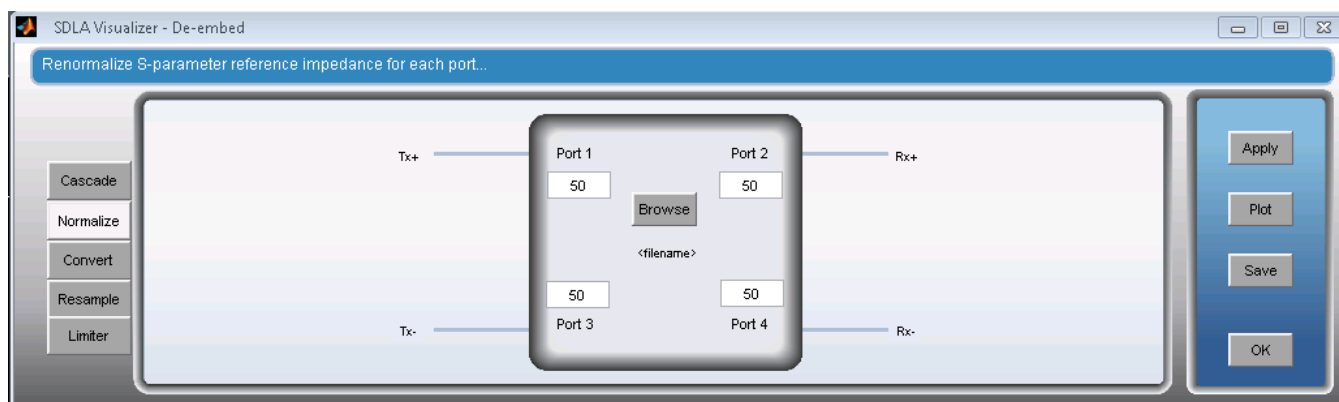 SDLA Visualizer - De-embed
Renormalize S-parameter reference impedance for each port...
Cascade
Normalize
Convert
Resample
Limiter
Tx+
Port 1
Port 2
Rx+
50
50
Browse
<filename>
50
50
Tx-
Port 3
Port 4
Rx-
Apply
Plot
Save
OK